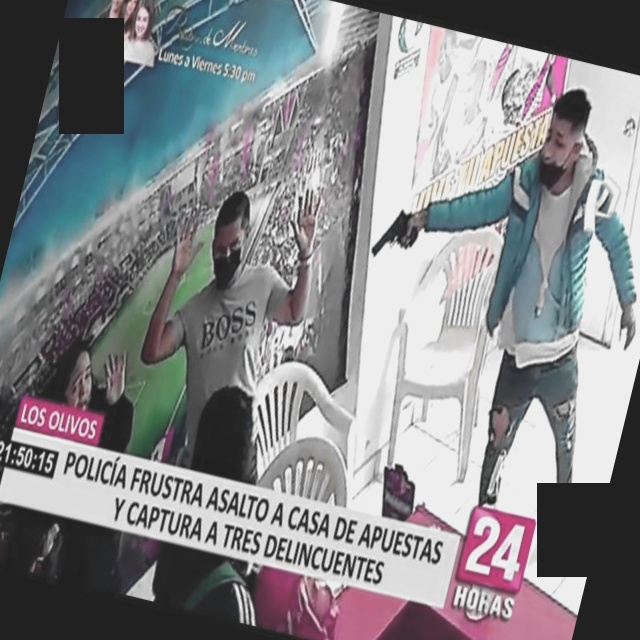 Lunes a Viernes 5:30 pm
BOSS
LOS OLIVOS
21:50:15
POLICÍA FRUSTRA ASALTO A CASA DE APUESTAS
Y CAPTURA A TRES DELINCUENTES
24
HORAS